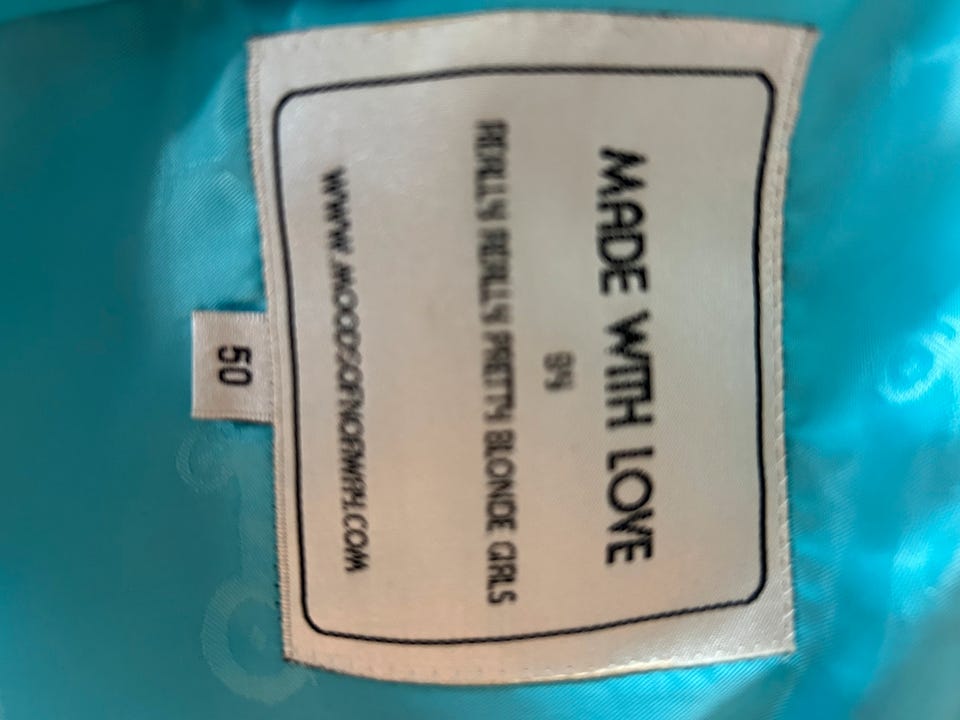 MADE WITH LOVE
BY
REALLY REALLY PRETTY BLONDE GIRLS
WWW.MOODSOFNORWAY.COM
50